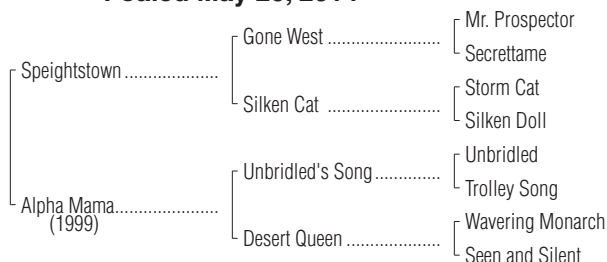 May
Mr. Prospector
Gone West ........................
Secrettame
Speightstown ...................
Storm Cat
Silken Cat ........................
Silken Doll
Unbridled
Unbridled's Song..............
Trolley Song
Alpha Mama.....................
(1999)
Wavering Monarch
Desert Queen ....................
Seen and Silent